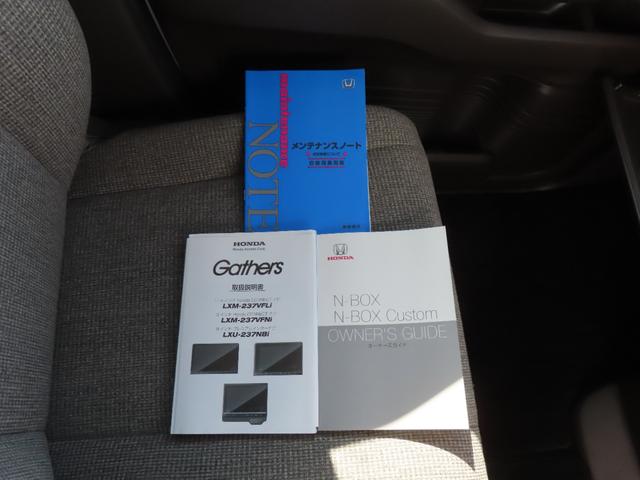 maintenance
NOTE
メンテナンスノート
HONDA
Gathers
取扱説明書
LXM-237VFLi
LXM-237VFNi
LXU-237NBi
HONDA
N-BOX
N-BOX Custom
OWNER'S GUIDE
オーナーズガイド